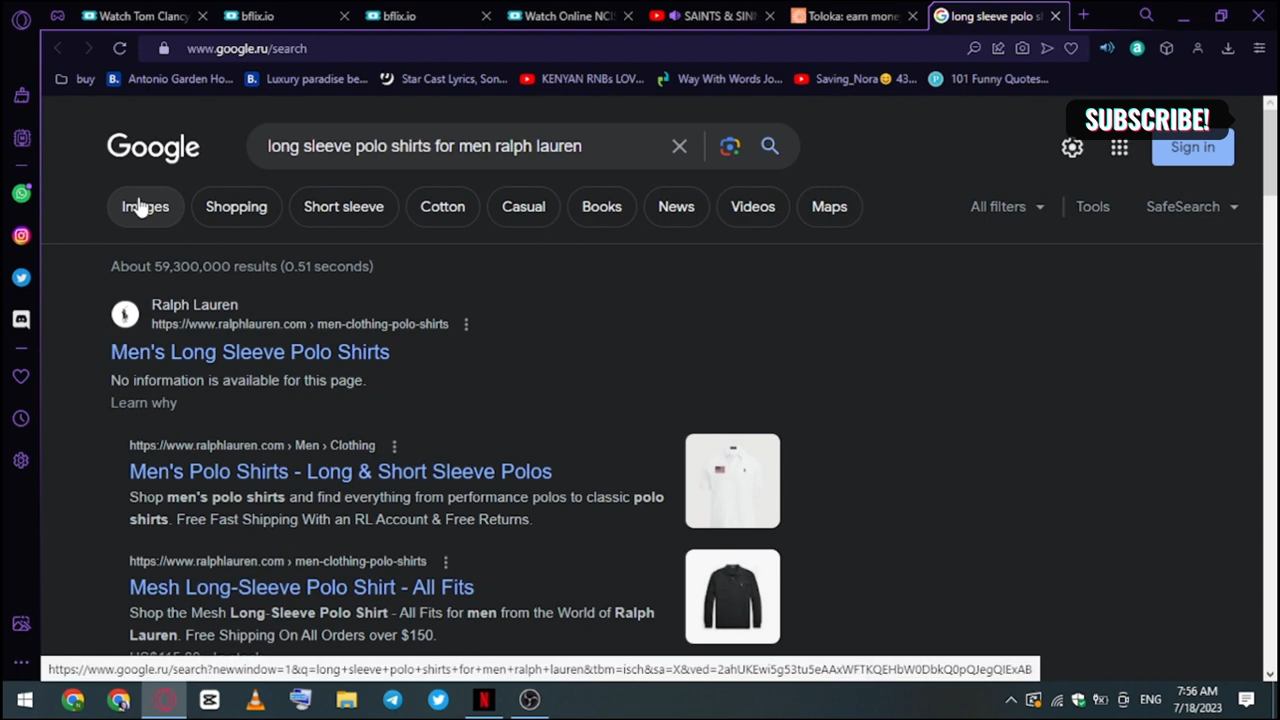 Watch Tom Clancy
bflix.io
bflix.io
Watch Online NCIS
SAINTS & SIN
Toloka: earn mone
long sleeve polo s
www.google.ru/search
buy
Antonio Garden Ho...
Luxury paradise be...
Star Cast Lyrics, Son...
KENYAN RNBs LOV...
Way With Words Jo...
Saving_Nora😊 43...
101 Funny Quotes...
SUBSCRIBE!
Google
long sleeve polo shirts for men ralph lauren
Sign in
Images
Shopping
Short sleeve
Cotton
Casual
Books
News
Videos
Maps
All filters
Tools
SafeSearch
About 59,300,000 results (0.51 seconds)
Ralph Lauren
https://www.ralphlauren.com › men-clothing-polo-shirts
Men's Long Sleeve Polo Shirts
No information is available for this page.
Learn why
https://www.ralphlauren.com › Men › Clothing
Men's Polo Shirts - Long & Short Sleeve Polos
Shop men's polo shirts and find everything from performance polos to classic polo
shirts. Free Fast Shipping With an RL Account & Free Returns.
https://www.ralphlauren.com › men-clothing-polo-shirts
Mesh Long-Sleeve Polo Shirt - All Fits
Shop the Mesh Long-Sleeve Polo Shirt - All Fits for men from the World of Ralph
Lauren. Free Shipping On All Orders over $150.
https://www.google.ru/search?newwindow=1&q=long+sleeve+polo+shirts+for+men+ralph+lauren&tbm=isch&sa=X&ved=2ahUKEwi5g53tu5eAAxWFTKQEHbW0DbkQ0pQJegQIExAB
ENG
7:56 AM
7/18/2023